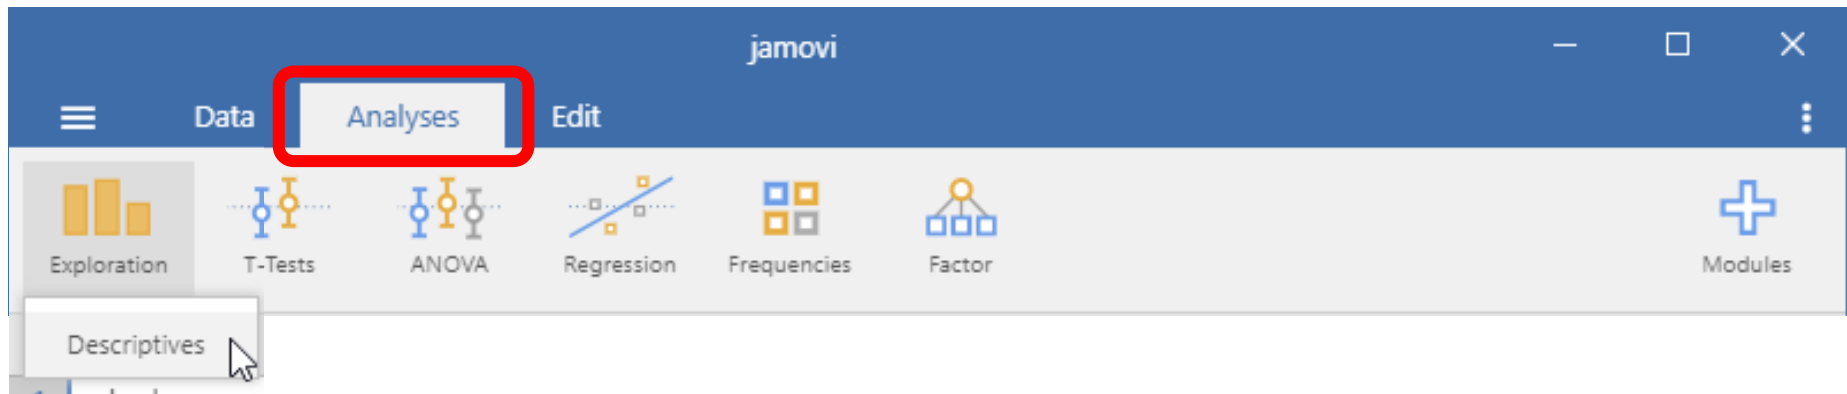 jamovi
Data Analyses Edit
Exploration T-Tests ANOVA Regression Frequencies Factor Modules
Descriptives